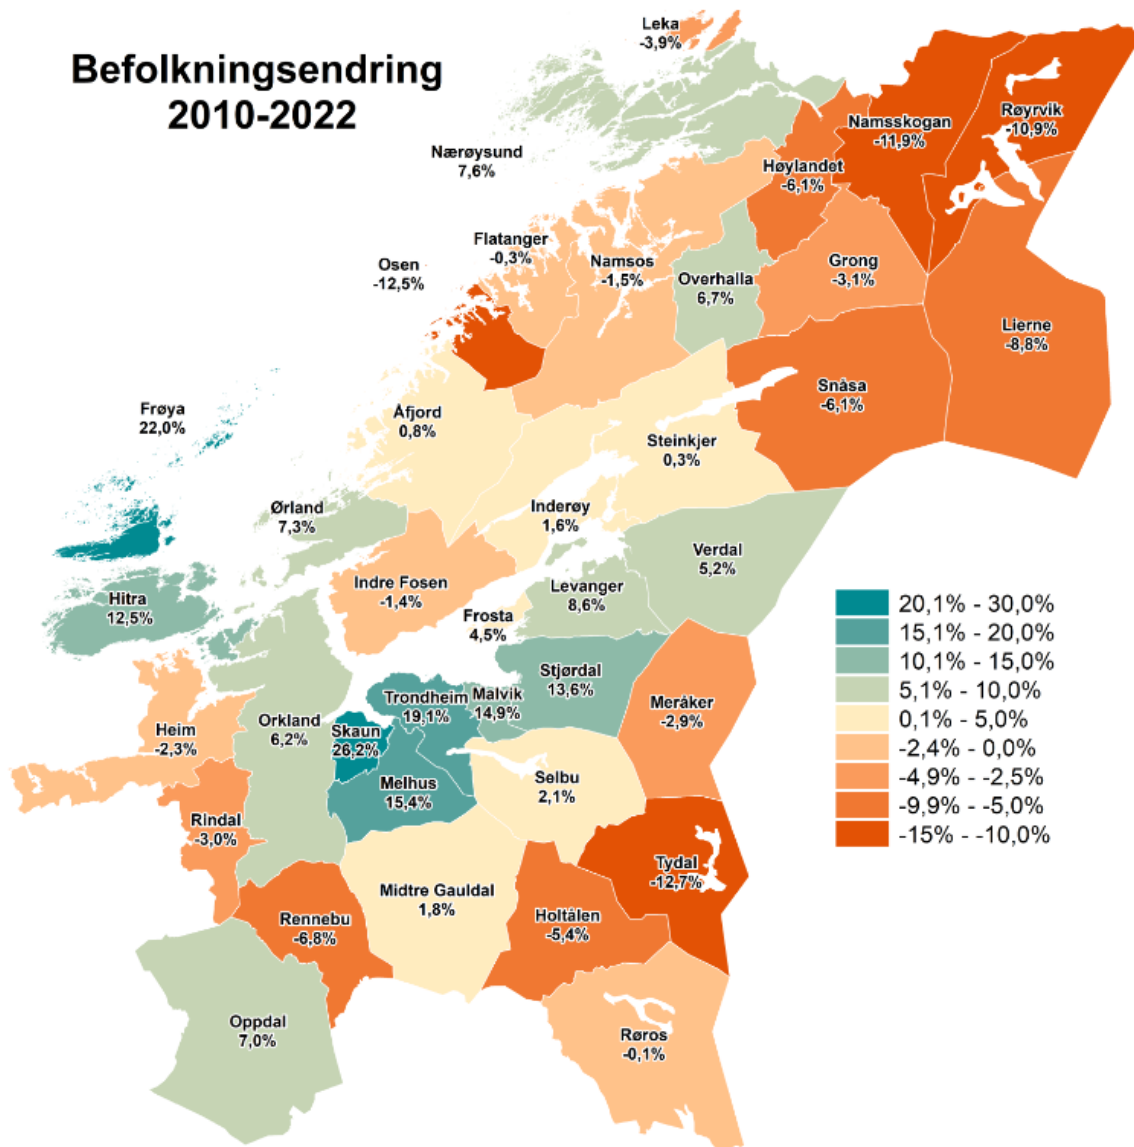 Befolkningsendring
2010-2022
Leka
-3,9%
Nærøysund
7,6%
Namsskogan
-11,9%
Røyrvik
-10,9%
Høylandet
-6,1%
Flatanger
-0,3%
Osen
-12,5%
Namsos
-1,5%
Overhalla
6,7%
Grong
-3,1%
Lierne
-8,8%
Snåsa
-6,1%
Frøya
22,0%
Åfjord
0,8%
Steinkjer
0,3%
Ørland
7,3%
Inderøy
1,6%
Verdal
5,2%
Hitra
12,5%
Indre Fosen
-1,4%
Levanger
8,6%
Frosta
4,5%
Stjørdal
13,6%
Trondheim
19,1%
Malvik
14,9%
Meråker
-2,9%
Heim
-2,3%
Orkland
6,2%
Skaun
26,2%
Melhus
15,4%
Selbu
2,1%
Rindal
-3,0%
Tydal
-12,7%
Midtre Gauldal
1,8%
Rennebu
-6,8%
Holtålen
-5,4%
Oppdal
7,0%
Røros
-0,1%
20,1% - 30,0%
15,1% - 20,0%
10,1% - 15,0%
5,1% - 10,0%
0,1% - 5,0%
-2,4% - 0,0%
-4,9% - -2,5%
-9,9% - -5,0%
-15% - -10,0%